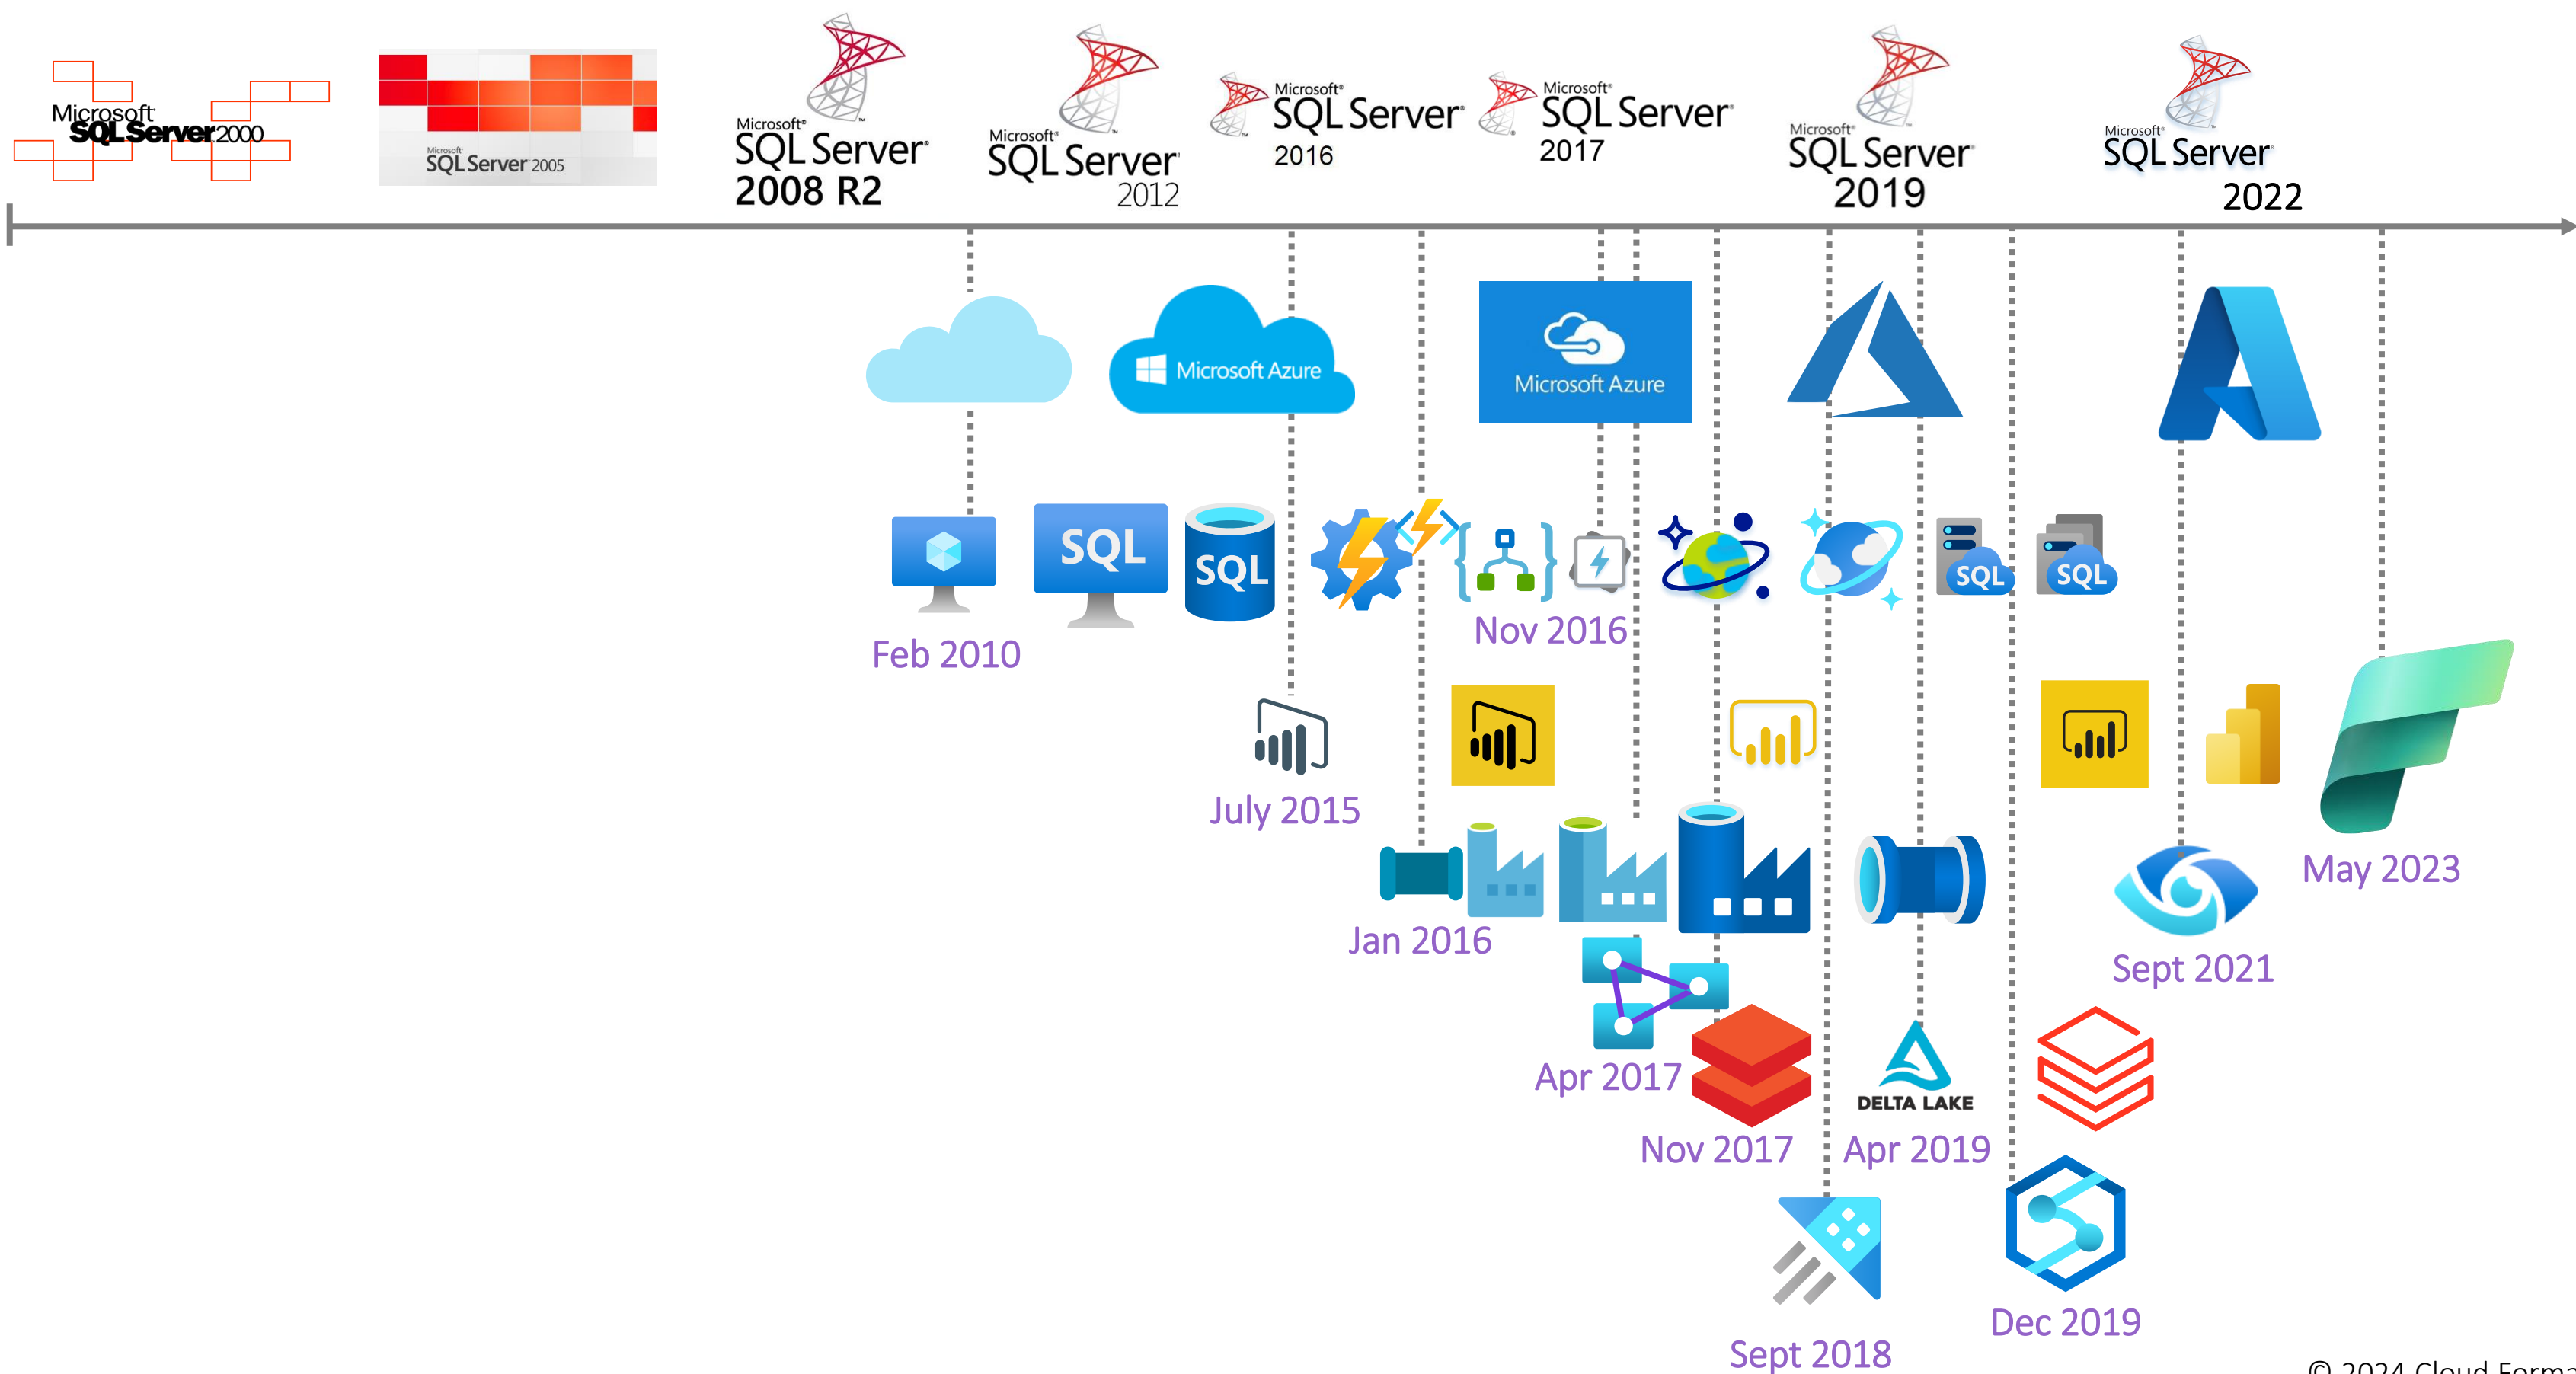 Microsoft®
SQL Server 2000
Microsoft®
SQL Server 2005
Microsoft®
SQL Server®
2008 R2
Microsoft®
SQL Server®
2012
Microsoft®
SQL Server®
2016
Microsoft®
SQL Server®
2017
Microsoft®
SQL Server®
2019
Microsoft®
SQL Server®
2022
Microsoft Azure
Microsoft Azure
SQL
SQL
SQL
SQL
Feb 2010
Nov 2016
July 2015
May 2023
Jan 2016
Sept 2021
Apr 2017
DELTA LAKE
Nov 2017
Apr 2019
Dec 2019
Sept 2018
© 2024 Cloud Forma